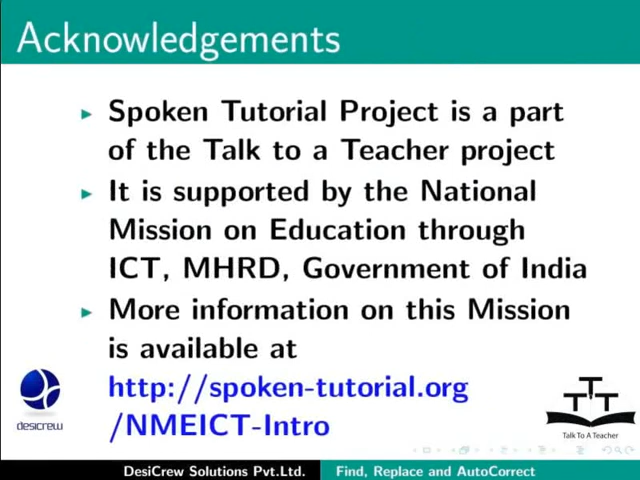 Acknowledgements
Spoken Tutorial Project is a part
of the Talk to a Teacher project
It is supported by the National
Mission on Education through
ICT, MHRD, Government of India
More information on this Mission
is available at
http://spoken-tutorial.org
/NMEICT-Intro
desicrew
TTT
Talk To A Teacher
DesiCrew Solutions Pvt.Ltd.
Find, Replace and AutoCorrect